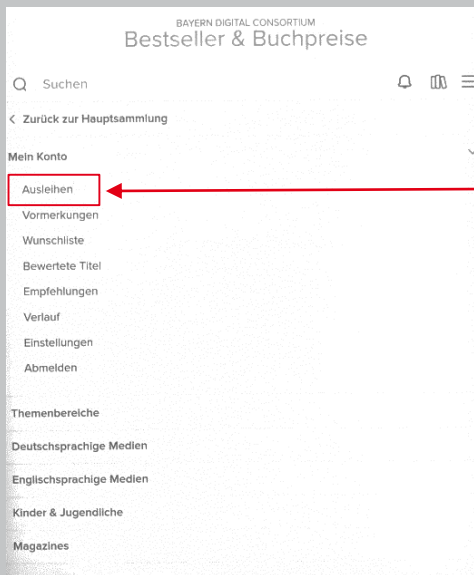 BAYERN DIGITAL CONSORTIUM
Bestseller & Buchpreise
Suchen
Zurück zur Hauptsammlung
Mein Konto
Ausleihen
Vormerkungen
Wunschliste
Bewertete Titel
Empfehlungen
Verlauf
Einstellungen
Abmelden
Themenbereiche
Deutschsprachige Medien
Englischsprachige Medien
Kinder & Jugendliche
Magazines